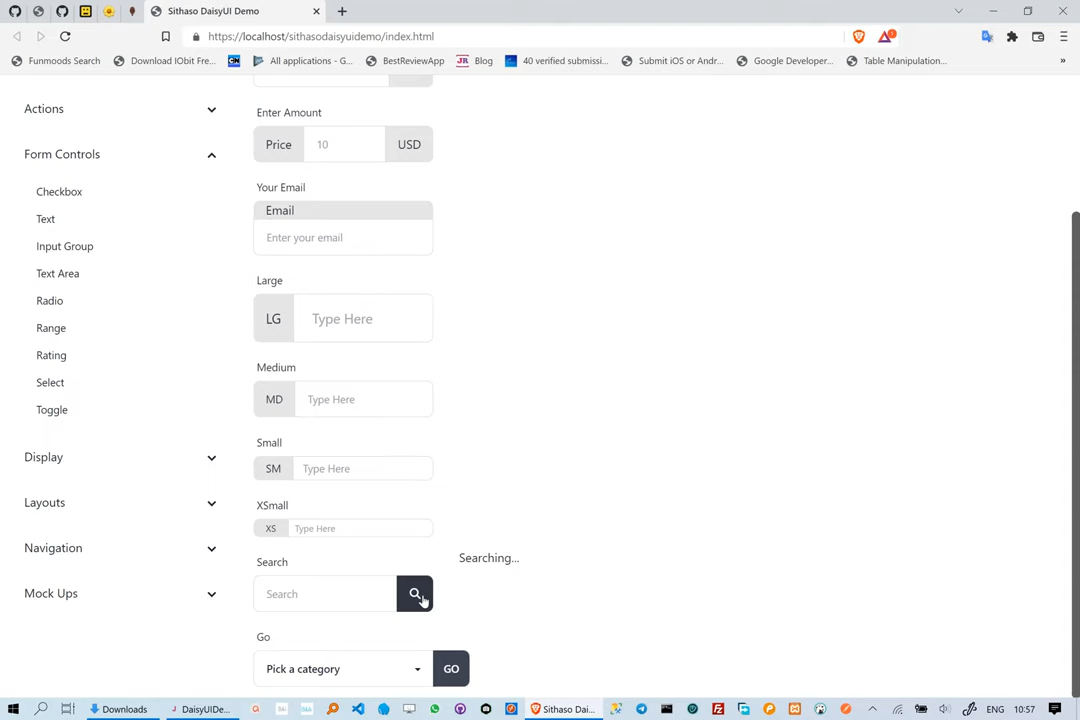 Sithaso DaisyUI Demo
https://localhost/sithasodaisyuidemo/index.html
Funmoods Search
Download IObit Fre...
All applications - G...
BestReviewApp
JR
Blog
40 verified submissi...
Submit iOS or Andr...
Google Developer...
Table Manipulation...
»
Actions
Form Controls
Checkbox
Text
Input Group
Text Area
Radio
Range
Rating
Select
Toggle
Display
Layouts
Navigation
Mock Ups
Enter Amount
Price 10 USD
Your Email
Email
Enter your email
Large
LG Type Here
Medium
MD Type Here
Small
SM Type Here
XSmall
XS Type Here
Search
Searching...
Search
Go
Pick a category GO
Downloads
DaisyUIDe...
Sithaso Dai...
ENG
10:57